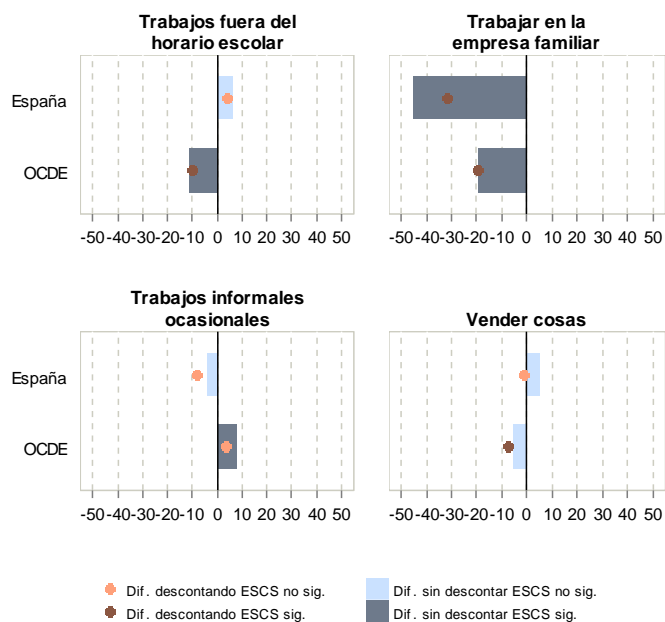 Trabajos fuera del
horario escolar
Trabajar en la
empresa familiar
España
OCDE
-50 -40 -30 -20 -10 0 10 20 30 40 50
-50 -40 -30 -20 -10 0 10 20 30 40 50
Trabajos informales
ocasionales
Vender cosas
España
OCDE
-50 -40 -30 -20 -10 0 10 20 30 40 50
-50 -40 -30 -20 -10 0 10 20 30 40 50
Dif. descontando ESCS no sig.
Dif. sin descontar ESCS no sig.
Dif. descontando ESCS sig.
Dif. sin descontar ESCS sig.